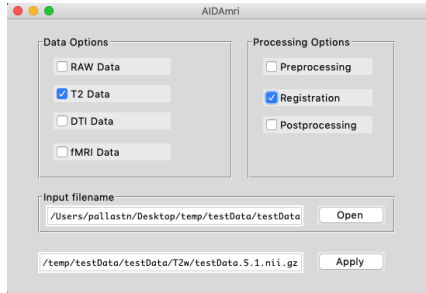 AIDAmri
Data Options
RAW Data
T2 Data
DTI Data
fMRI Data
Processing Options
Preprocessing
Registration
Postprocessing
Input filename
/Users/pallastn/Desktop/temp/testData/testData
Open
/temp/testData/testData/T2w/testData.5.1.nii.gz
Apply